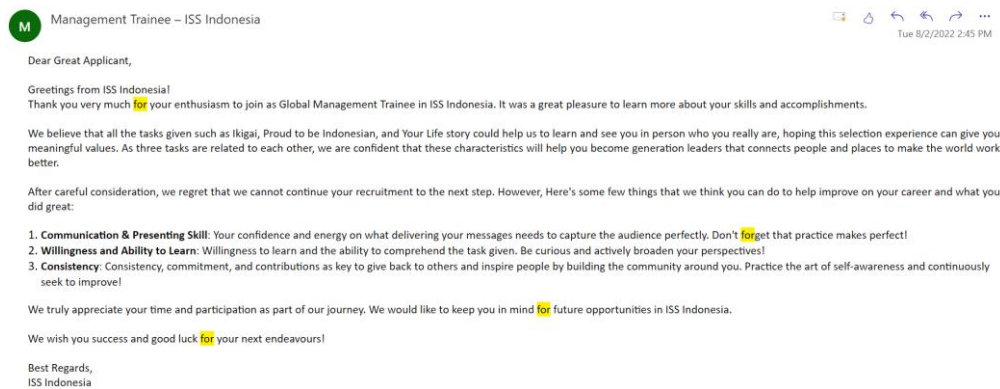 M
Management Trainee – ISS Indonesia
Tue 8/2/2022 2:45 PM
Dear Great Applicant,
Greetings from ISS Indonesia!
Thank you very much for your enthusiasm to join as Global Management Trainee in ISS Indonesia. It was a great pleasure to learn more about your skills and accomplishments.
We believe that all the tasks given such as Ikigai, Proud to be Indonesian, and Your Life story could help us to learn and see you in person who you really are, hoping this selection experience can give you
meaningful values. As three tasks are related to each other, we are confident that these characteristics will help you become generation leaders that connects people and places to make the world work
better.
After careful consideration, we regret that we cannot continue your recruitment to the next step. However, Here's some few things that we think you can do to help improve on your career and what you
did great:
1. Communication & Presenting Skill: Your confidence and energy on what delivering your messages needs to capture the audience perfectly. Don't forget that practice makes perfect!
2. Willingness and Ability to Learn: Willingness to learn and the ability to comprehend the task given. Be curious and actively broaden your perspectives!
3. Consistency: Consistency, commitment, and contributions as key to give back to others and inspire people by building the community around you. Practice the art of self-awareness and continuously
seek to improve!
We truly appreciate your time and participation as part of our journey. We would like to keep you in mind for future opportunities in ISS Indonesia.
We wish you success and good luck for your next endeavours!
Best Regards,
ISS Indonesia